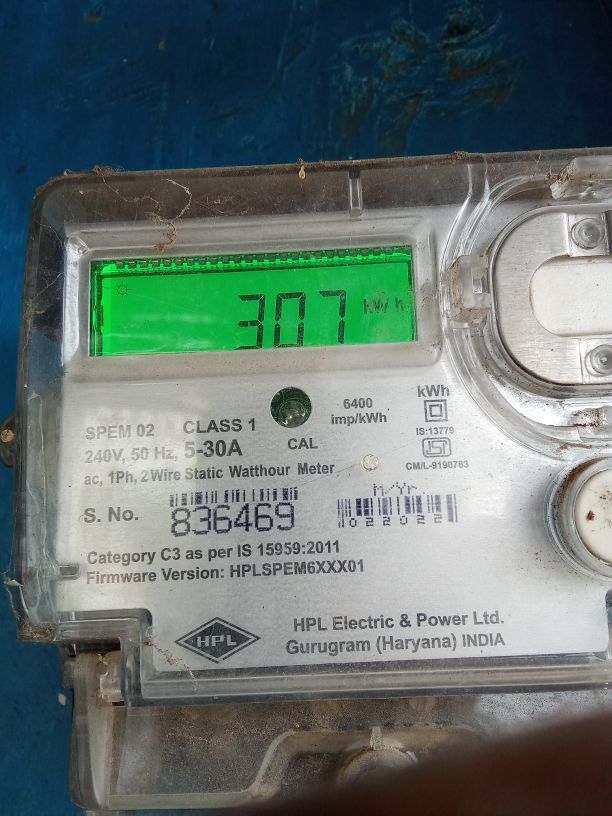 307 kWh
SPEM 02 CLASS 1
240V, 50 Hz, 5-30A
ac, 1Ph, 2 Wire Static Watthour Meter
CAL
6400
imp/kWh
kWh
IS:13779
ISI
CM/L-9190783
S. No. 836469
M/Yr.
022022
Category C3 as per IS 15959:2011
Firmware Version: HPLSPEM6XXX01
HPL
HPL Electric & Power Ltd.
Gurugram (Haryana) INDIA